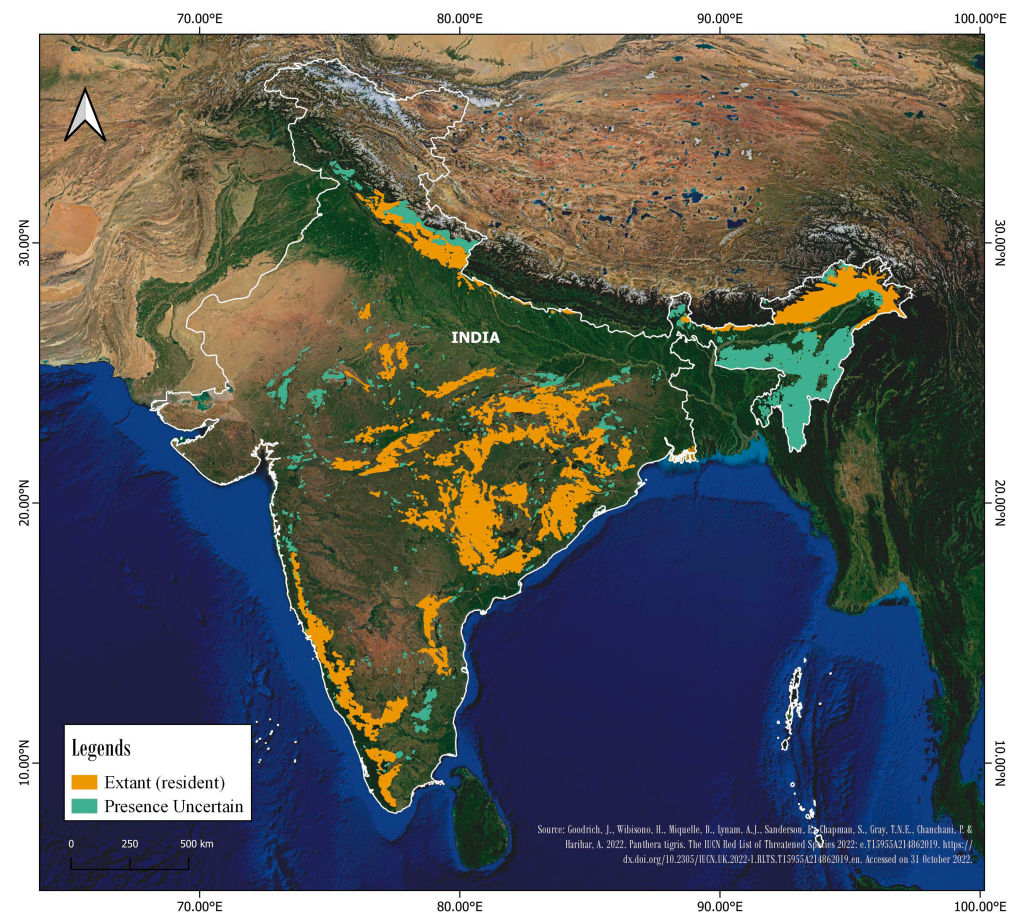 70.00°E 80.00°E 90.00°E 100.00°E
30.00°N 30.00°N
INDIA
20.00°N 20.00°N
10.00°N 10.00°N
Legends
Extant (resident)
Presence Uncertain
0 250 500 km
Source: Goodrich, J., Wibisono, H., Miquelle, D., Lynam, A.J., Sanderson, E., Chapman, S., Gray, T.N.E., Chanchani, P. &
Harihar, A. 2022. Panthera tigris. The IUCN Red List of Threatened Species 2022: e.T15955A214862019. https://
dx.doi.org/10.2305/IUCN.UK.2022-1.RLTS.T15955A214862019.en. Accessed on 31 October 2022.
70.00°E 80.00°E 90.00°E 100.00°E